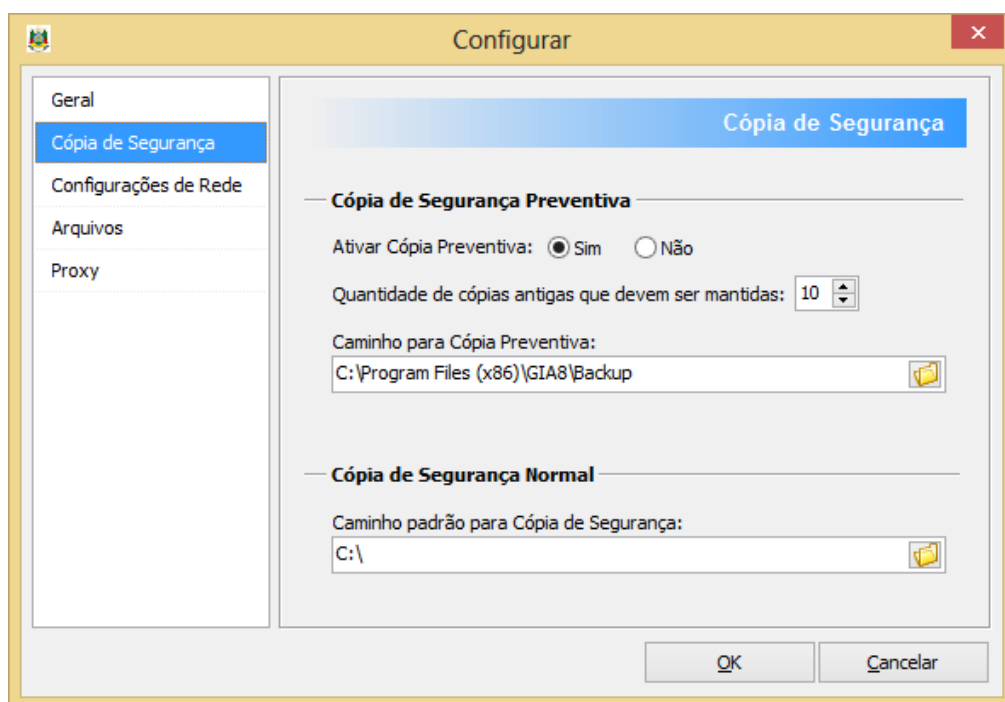 Configurar
Geral
Cópia de Segurança
Configurações de Rede
Arquivos
Proxy
Cópia de Segurança
Cópia de Segurança Preventiva
Ativar Cópia Preventiva: Sim Não
Quantidade de cópias antigas que devem ser mantidas: 10
Caminho para Cópia Preventiva:
C:\Program Files (x86)\GIA8\Backup
Cópia de Segurança Normal
Caminho padrão para Cópia de Segurança:
C:\
OK Cancelar